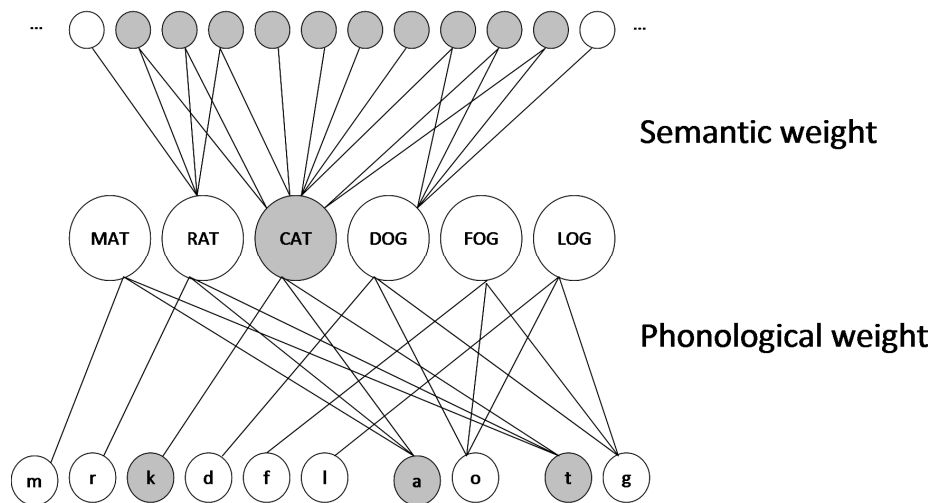 ... ...
Semantic weight
MAT RAT CAT DOG FOG LOG
Phonological weight
m r k d f l a o t g